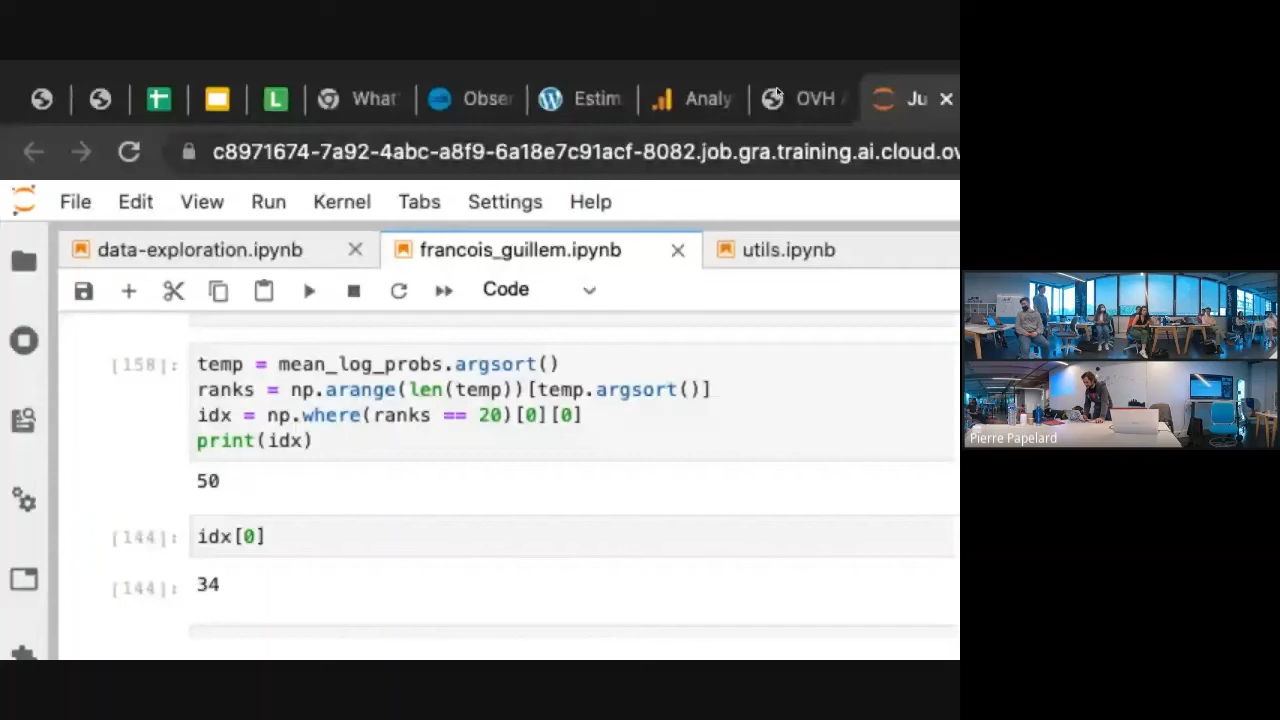 What
Obser
Estim
Analy
OVH
Ju
c8971674-7a92-4abc-a8f9-6a18e7c91acf-8082.job.gra.training.ai.cloud.ov
File Edit View Run Kernel Tabs Settings Help
data-exploration.ipynb
francois_guillem.ipynb
utils.ipynb
Code
[158]:
temp = mean_log_probs.argsort()
ranks = np.arange(len(temp))[temp.argsort()]
idx = np.where(ranks == 20)[0][0]
print(idx)
50
[144]:
idx[0]
[144]:
34
Pierre Papelard